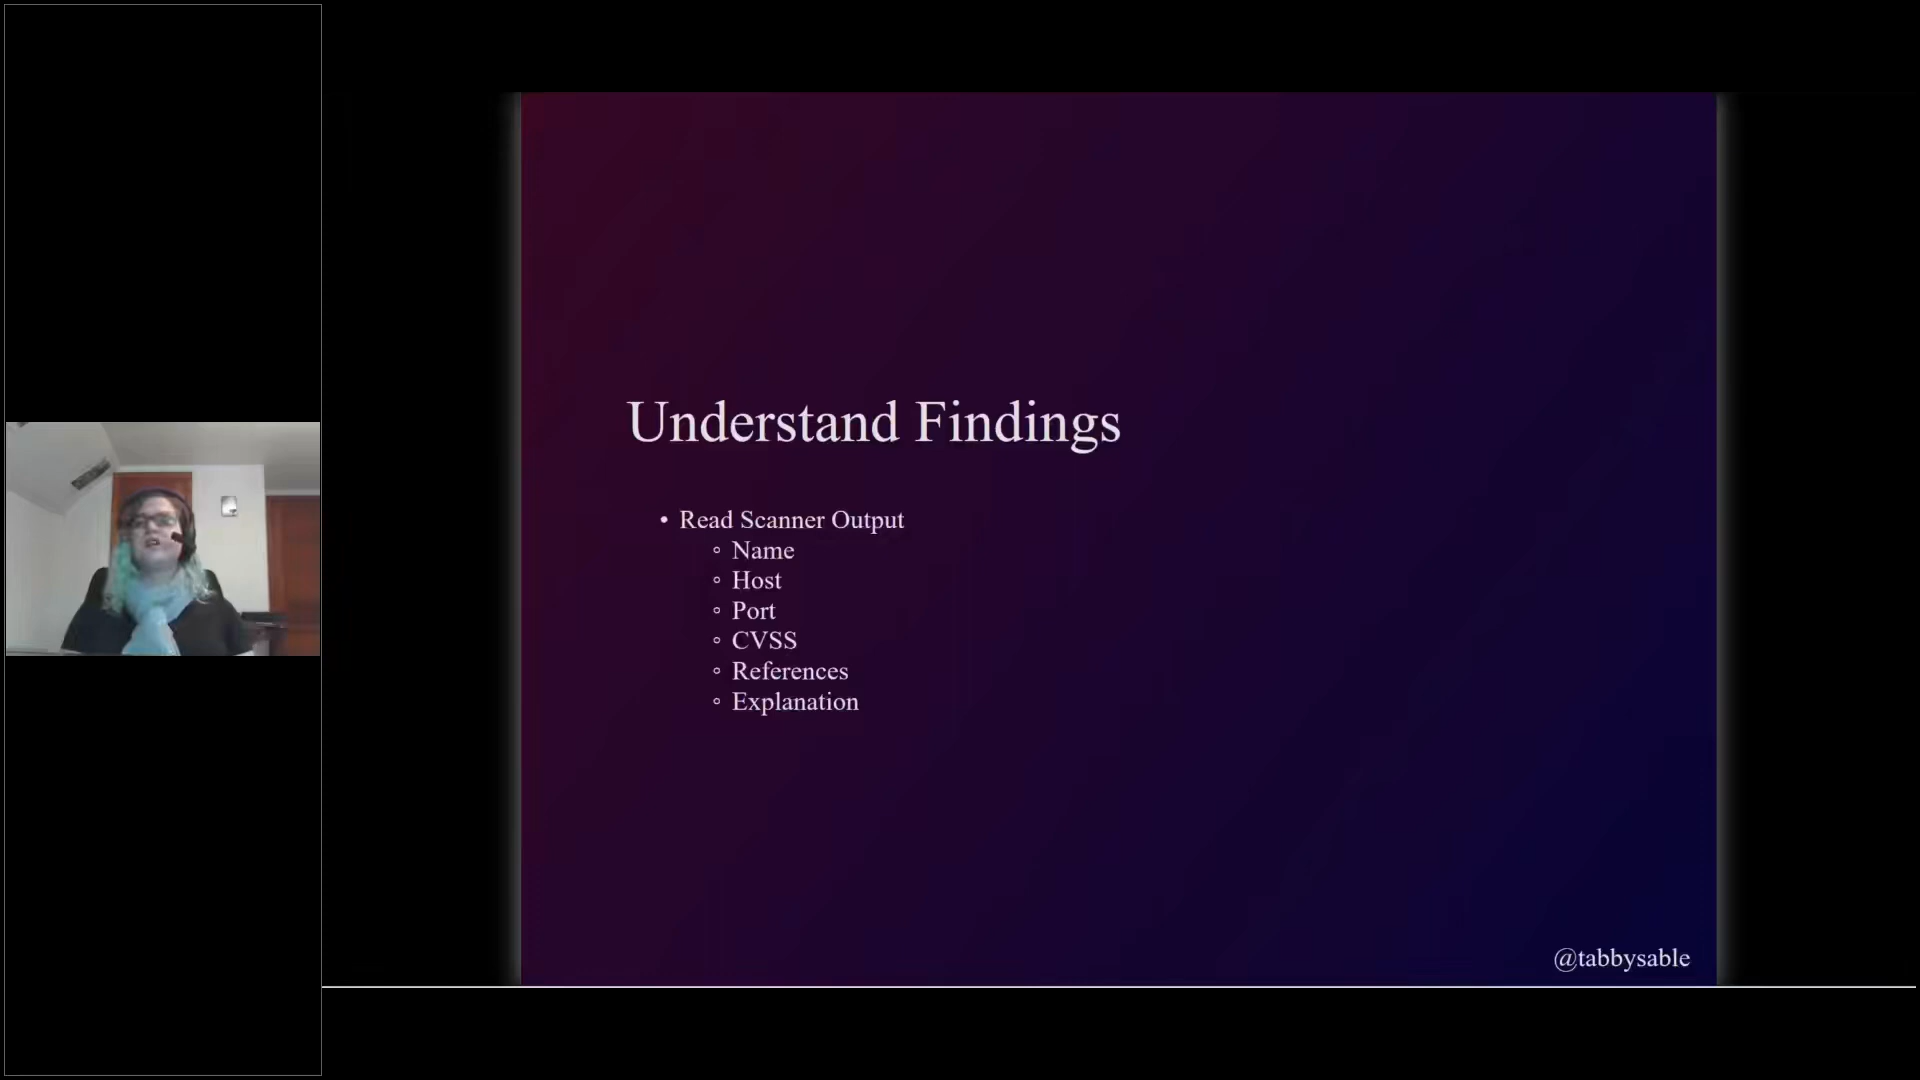 Understand Findings
• Read Scanner Output
◦ Name
◦ Host
◦ Port
◦ CVSS
◦ References
◦ Explanation
@tabbysable